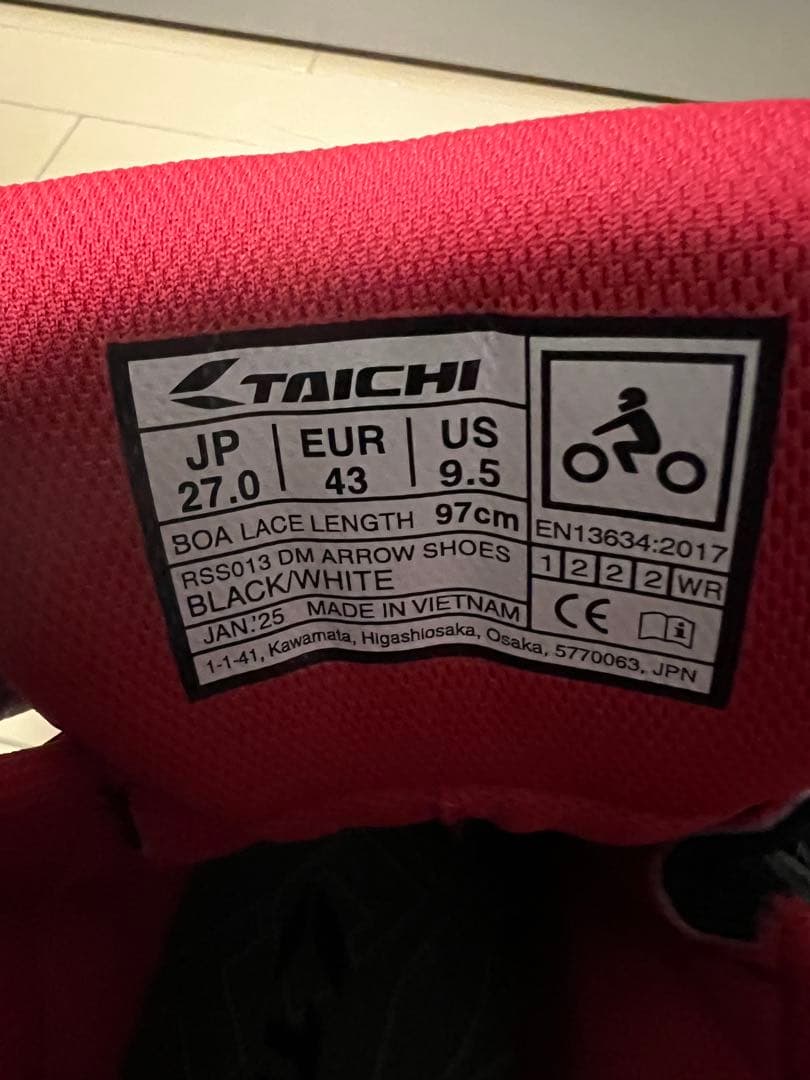 TAICHI
JP | EUR | US
27.0 | 43 | 9.5
BOA LACE LENGTH 97cm
RSS013 DM ARROW SHOES
BLACK/WHITE
JAN.'25 MADE IN VIETNAM
EN13634:2017
1 2 2 2 WR
CE
i
1-1-41, Kawamata, Higashiosaka, Osaka, 5770063, JPN